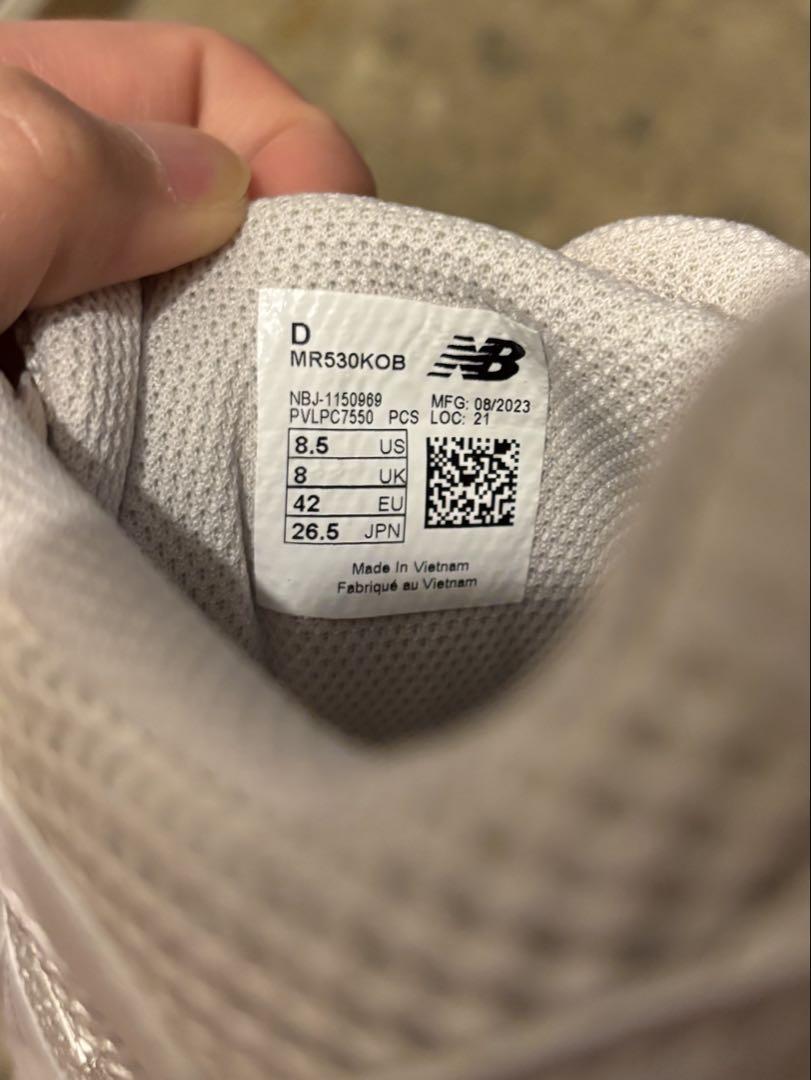 D
MR530KOB
NB
NBJ-1150969
PVLPC7550 PCS
MFG: 08/2023
LOC: 21
8.5 US
8 UK
42 EU
26.5 JPN
Made In Vietnam
Fabriqué au Vietnam